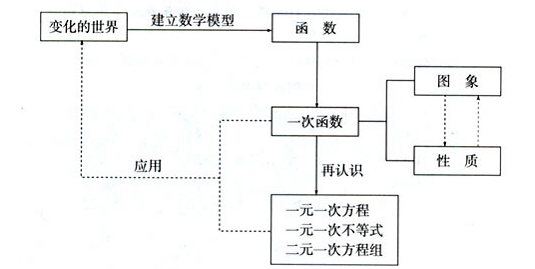 变化的世界
建立数学模型
函 数
图 象
一次函数
应用
再认识
性 质
一元一次方程
一元一次不等式
二元一次方程组